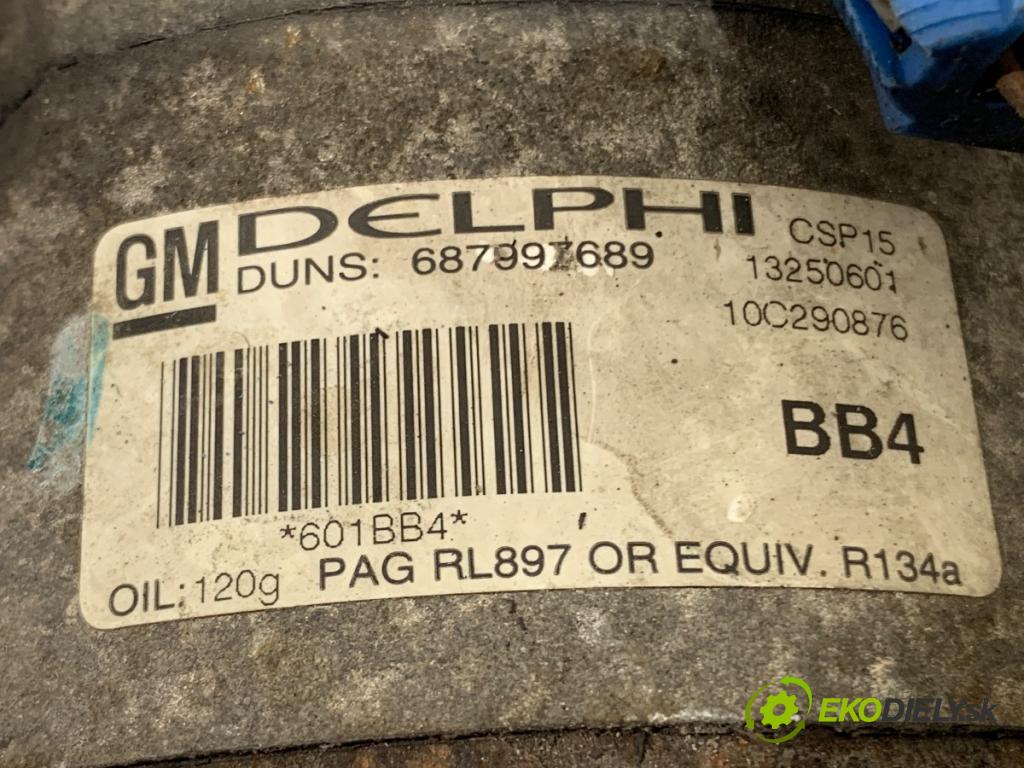 GM DELPHI CSP15
DUNS: 687997689 13250601
10C290876
BB4
*601BB4*
OIL: 120g PAG RL897 OR EQUIV. R134a
EKODIELY.sk